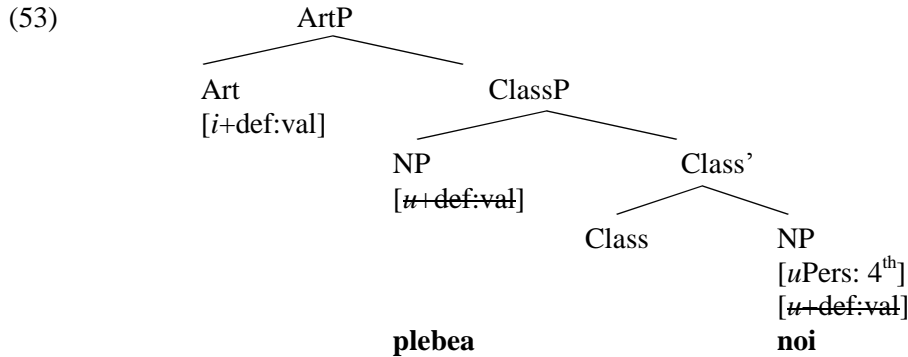 (53) ArtP
Art ClassP
[i+def:val]
NP Class’
[u+def:val]
Class NP
[uPers: 4th]
[u+def:val]
plebea noi